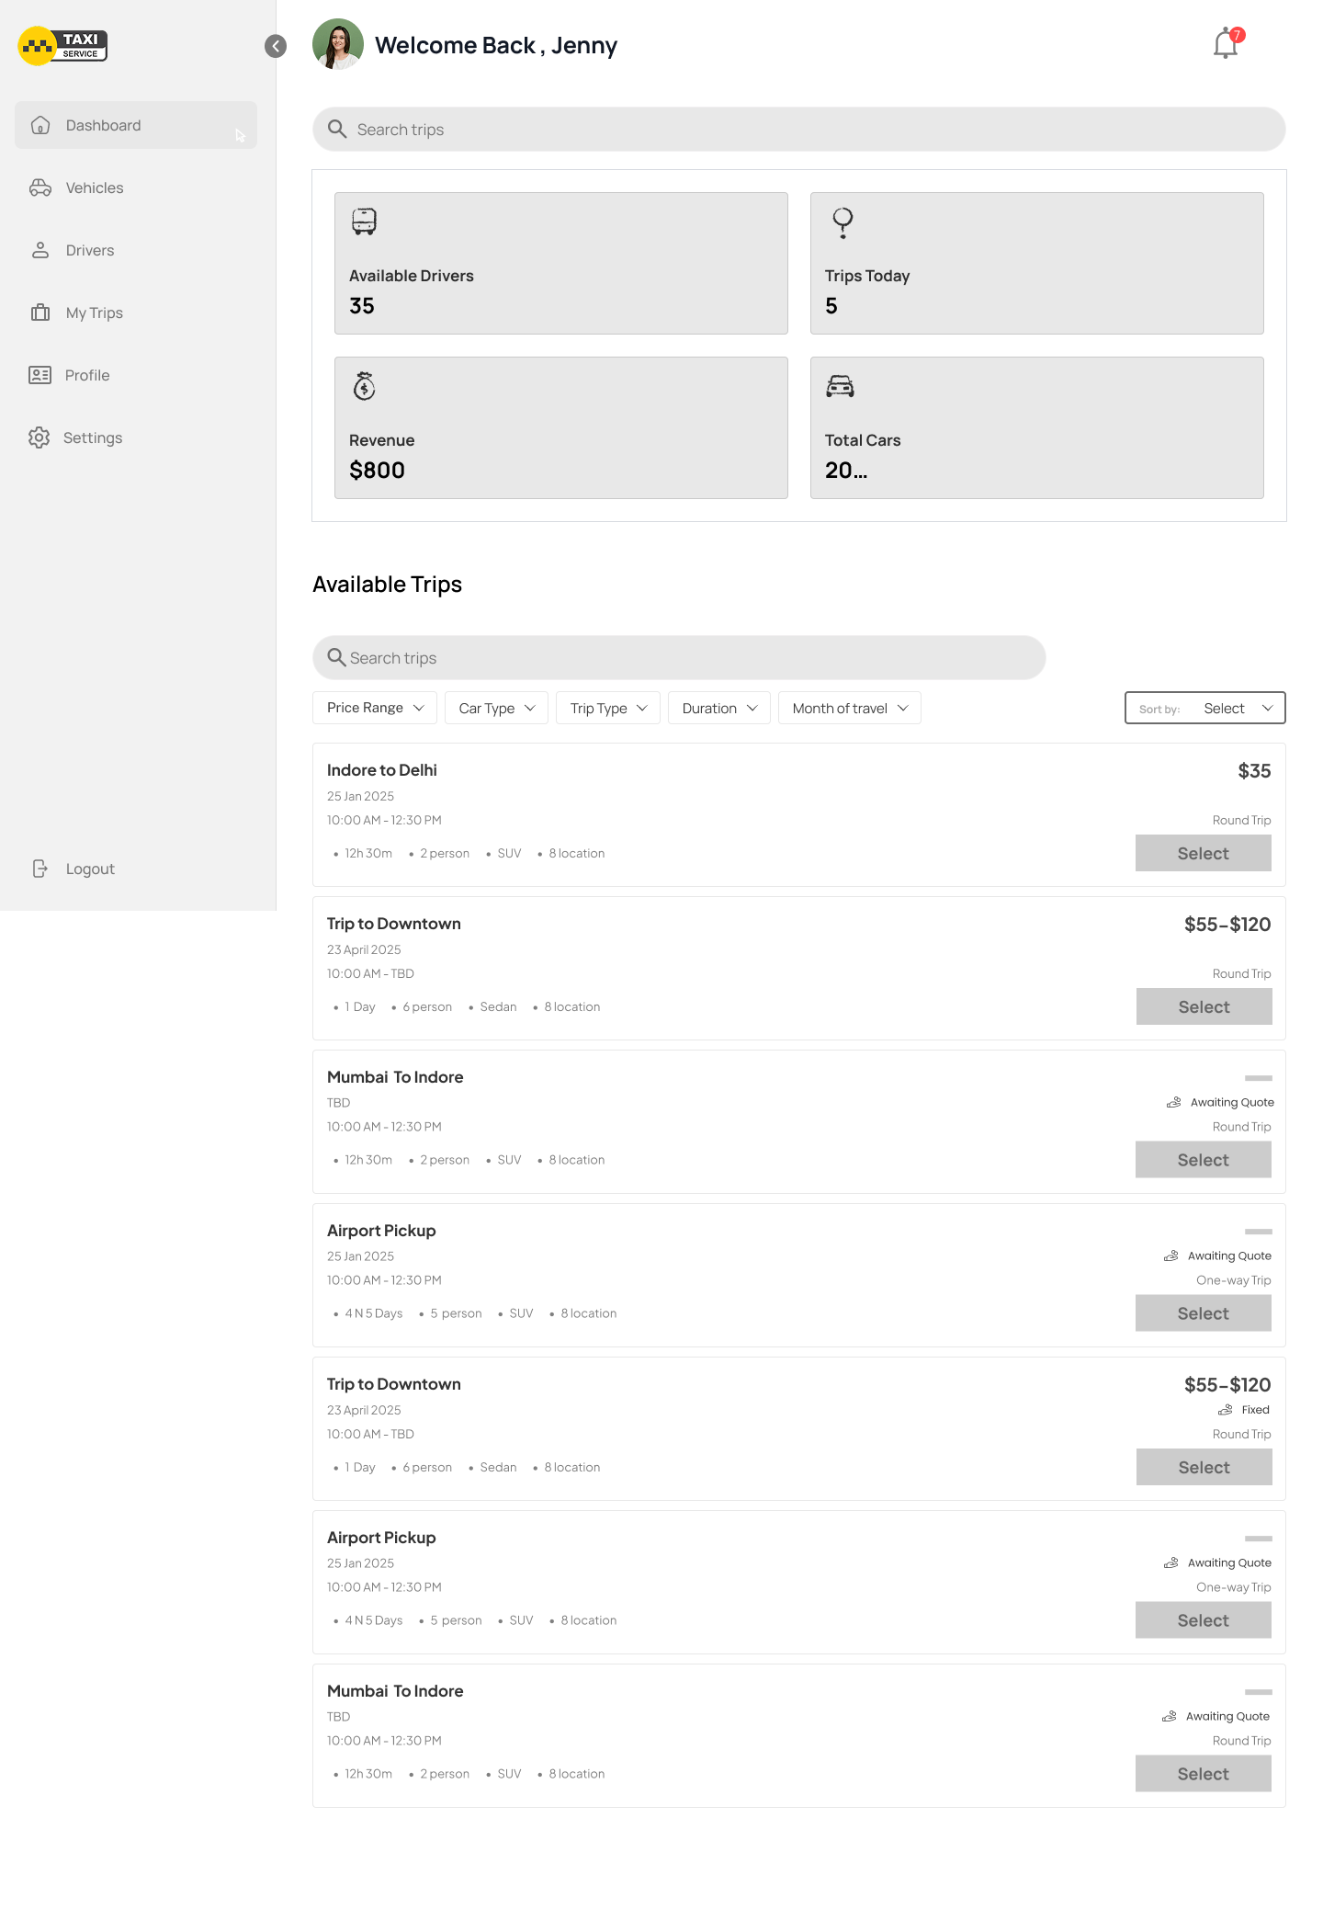 TAXI
SERVICE
Dashboard
Vehicles
Drivers
My Trips
Profile
Settings
Logout
Welcome Back , Jenny
7
Search trips
Available Drivers
35
Trips Today
5
Revenue
$800
Total Cars
20...
Available Trips
Search trips
Price Range
Car Type
Trip Type
Duration
Month of travel
Sort by: Select
Indore to Delhi
$35
25 Jan 2025
10:00 AM - 12:30 PM
Round Trip
• 12h 30m • 2 person • SUV • 8 location
Select
Trip to Downtown
$55-$120
23 April 2025
10:00 AM - TBD
Round Trip
• 1 Day • 6 person • Sedan • 8 location
Select
Mumbai To Indore
TBD
Awaiting Quote
10:00 AM - 12:30 PM
Round Trip
• 12h 30m • 2 person • SUV • 8 location
Select
Airport Pickup
25 Jan 2025
Awaiting Quote
10:00 AM - 12:30 PM
One-way Trip
• 4 N 5 Days • 5 person • SUV • 8 location
Select
Trip to Downtown
$55-$120
23 April 2025
Fixed
10:00 AM - TBD
Round Trip
• 1 Day • 6 person • Sedan • 8 location
Select
Airport Pickup
25 Jan 2025
Awaiting Quote
10:00 AM - 12:30 PM
One-way Trip
• 4 N 5 Days • 5 person • SUV • 8 location
Select
Mumbai To Indore
TBD
Awaiting Quote
10:00 AM - 12:30 PM
Round Trip
• 12h 30m • 2 person • SUV • 8 location
Select